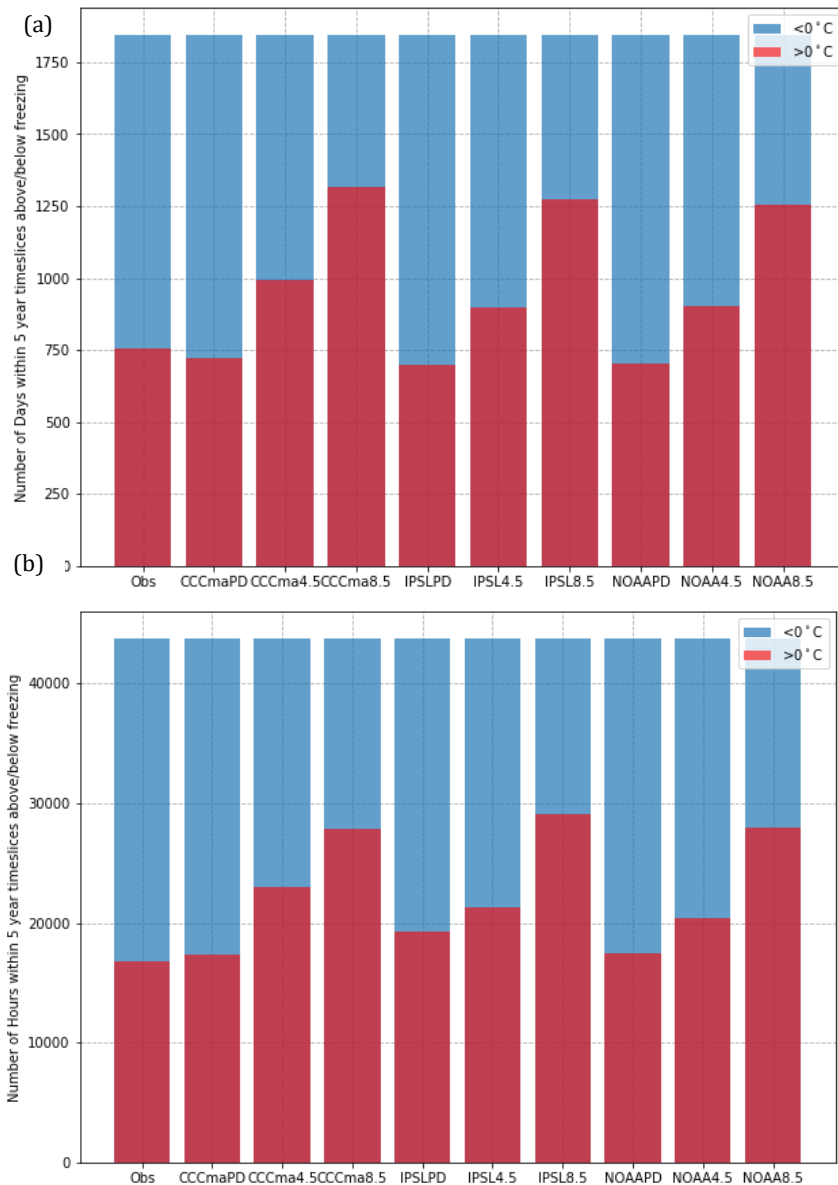 (a)
<0°C
>0°C
Number of Days within 5 year timeslices above/below freezing
1750
1500
1250
1000
750
500
250
0
Obs CCCmaPD CCCma4.5 CCCma8.5 IPSLPD IPSL4.5 IPSL8.5 NOAAPD NOAA4.5 NOAA8.5
(b)
<0°C
>0°C
Number of Hours within 5 year timeslices above/below freezing
40000
30000
20000
10000
0
Obs CCCmaPD CCCma4.5 CCCma8.5 IPSLPD IPSL4.5 IPSL8.5 NOAAPD NOAA4.5 NOAA8.5